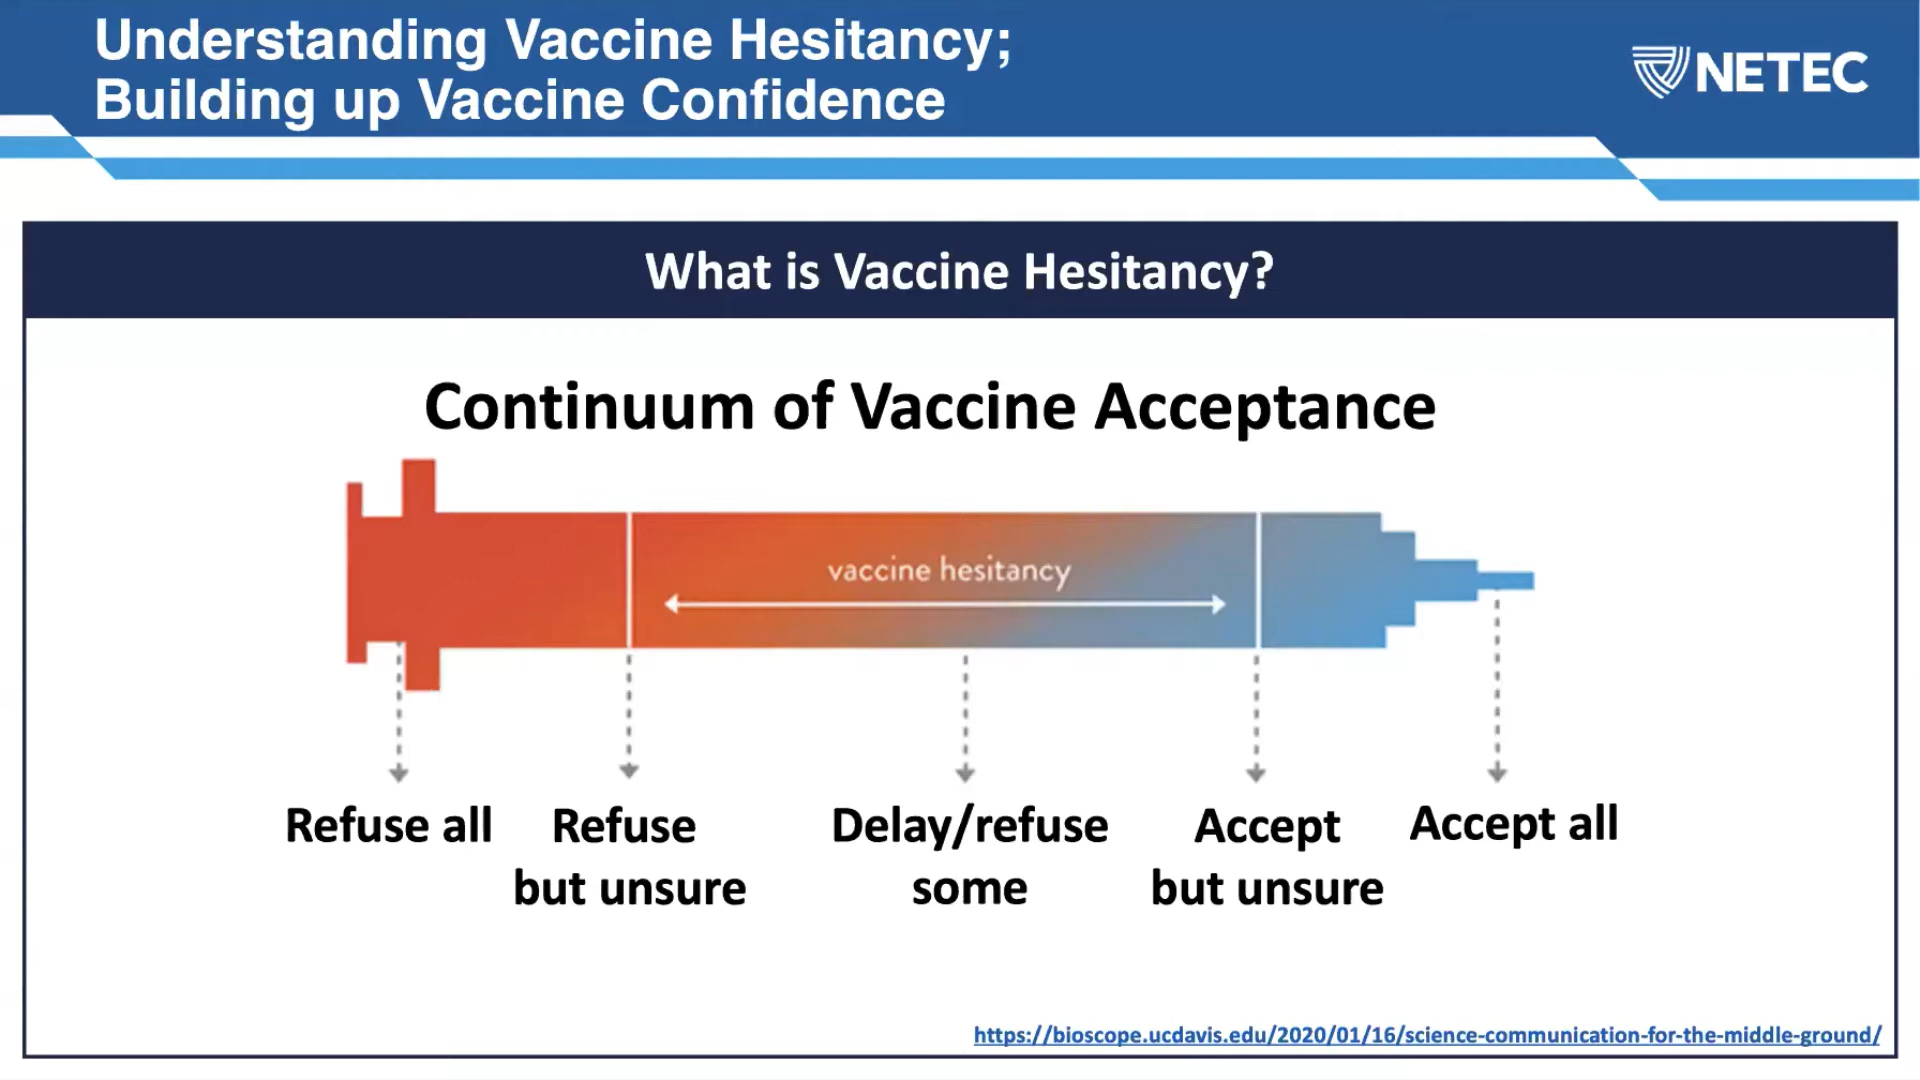 Understanding Vaccine Hesitancy;
Building up Vaccine Confidence
NETEC
What is Vaccine Hesitancy?
Continuum of Vaccine Acceptance
vaccine hesitancy
Refuse all
Refuse
but unsure
Delay/refuse
some
Accept
but unsure
Accept all
https://bioscope.ucdavis.edu/2020/01/16/science-communication-for-the-middle-ground/